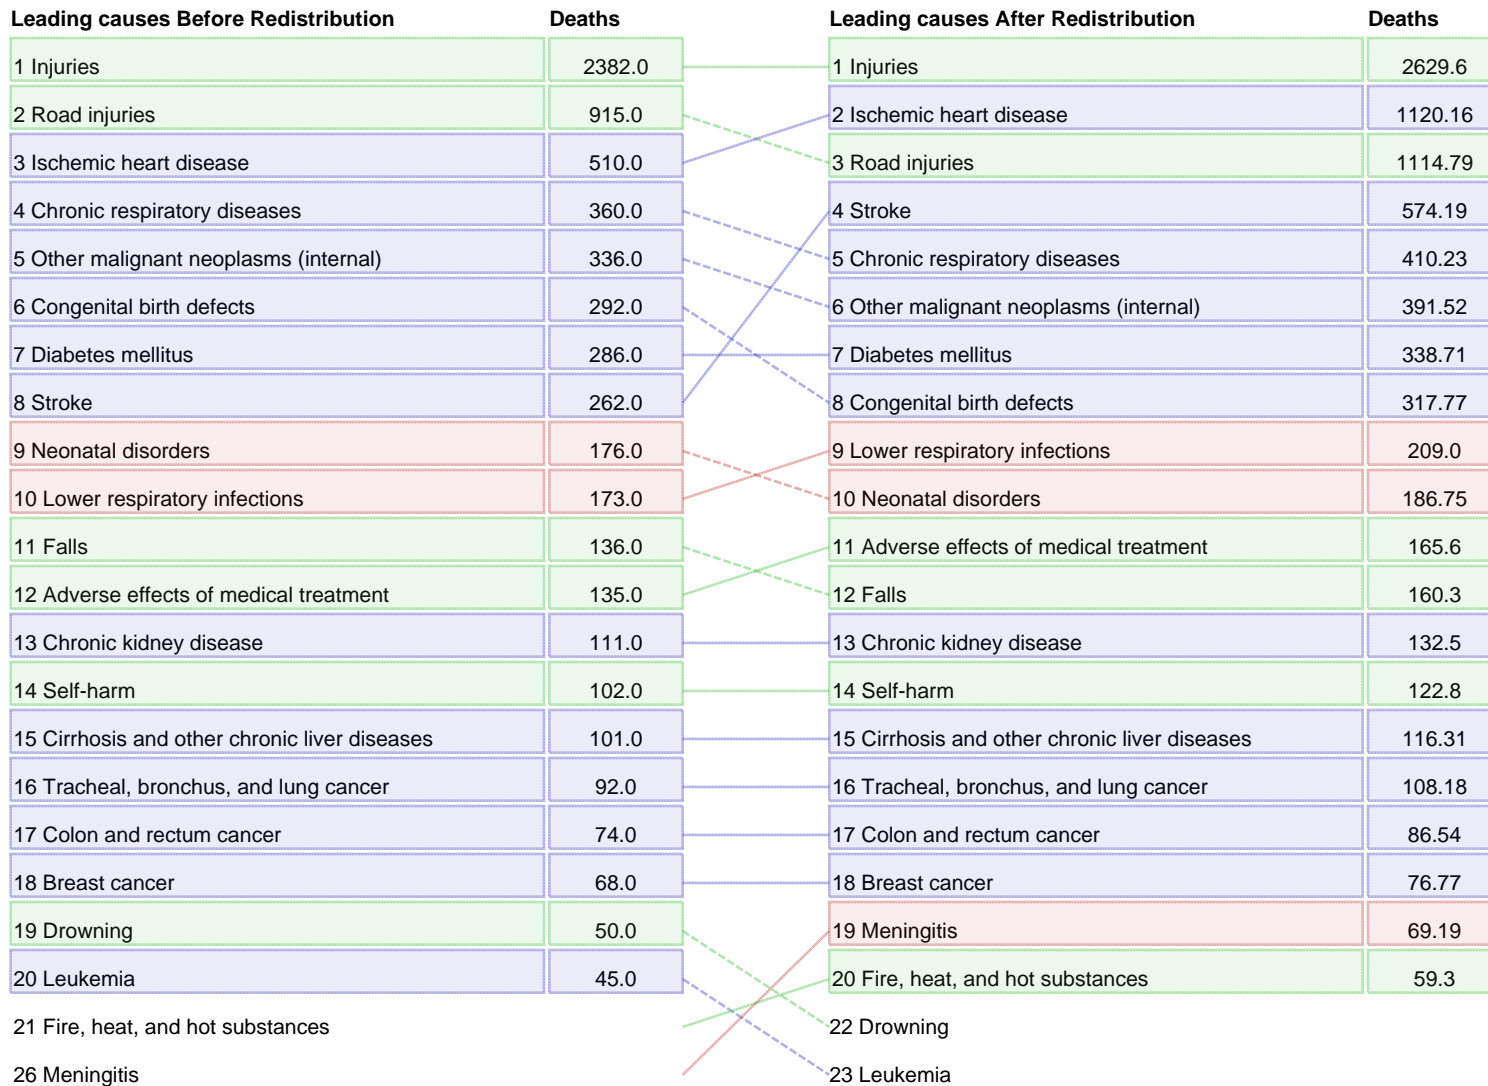 Leading causes Before Redistribution Deaths Leading causes After Redistribution Deaths
1 Injuries 2382.0 1 Injuries 2629.6
2 Road injuries 915.0 2 Ischemic heart disease 1120.16
3 Ischemic heart disease 510.0 3 Road injuries 1114.79
4 Chronic respiratory diseases 360.0 4 Stroke 574.19
5 Other malignant neoplasms (internal) 336.0 5 Chronic respiratory diseases 410.23
6 Congenital birth defects 292.0 6 Other malignant neoplasms (internal) 391.52
7 Diabetes mellitus 286.0 7 Diabetes mellitus 338.71
8 Stroke 262.0 8 Congenital birth defects 317.77
9 Neonatal disorders 176.0 9 Lower respiratory infections 209.0
10 Lower respiratory infections 173.0 10 Neonatal disorders 186.75
11 Falls 136.0 11 Adverse effects of medical treatment 165.6
12 Adverse effects of medical treatment 135.0 12 Falls 160.3
13 Chronic kidney disease 111.0 13 Chronic kidney disease 132.5
14 Self-harm 102.0 14 Self-harm 122.8
15 Cirrhosis and other chronic liver diseases 101.0 15 Cirrhosis and other chronic liver diseases 116.31
16 Tracheal, bronchus, and lung cancer 92.0 16 Tracheal, bronchus, and lung cancer 108.18
17 Colon and rectum cancer 74.0 17 Colon and rectum cancer 86.54
18 Breast cancer 68.0 18 Breast cancer 76.77
19 Drowning 50.0 19 Meningitis 69.19
20 Leukemia 45.0 20 Fire, heat, and hot substances 59.3
21 Fire, heat, and hot substances 22 Drowning
26 Meningitis 23 Leukemia